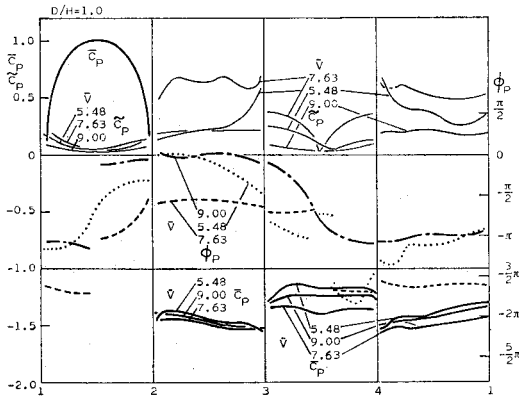 D/H=1.0
C̄p
C̃p
1.0
0.5
0
-0.5
-1.0
-1.5
-2.0
C̄p
V̄
5.48
7.63 C̃p
9.00
V̄
7.63
5.48
9.00
C̃p
V̄
ϕp
π/2
0
-π/2
-π
-3/2π
-2π
-5/2π
9.00
V̄ 5.48
7.63
ϕp
V̄ 5.48
9.00 C̄p
7.63
5.48
V̄ 9.00
7.63
C̄p
1 2 3 4 1